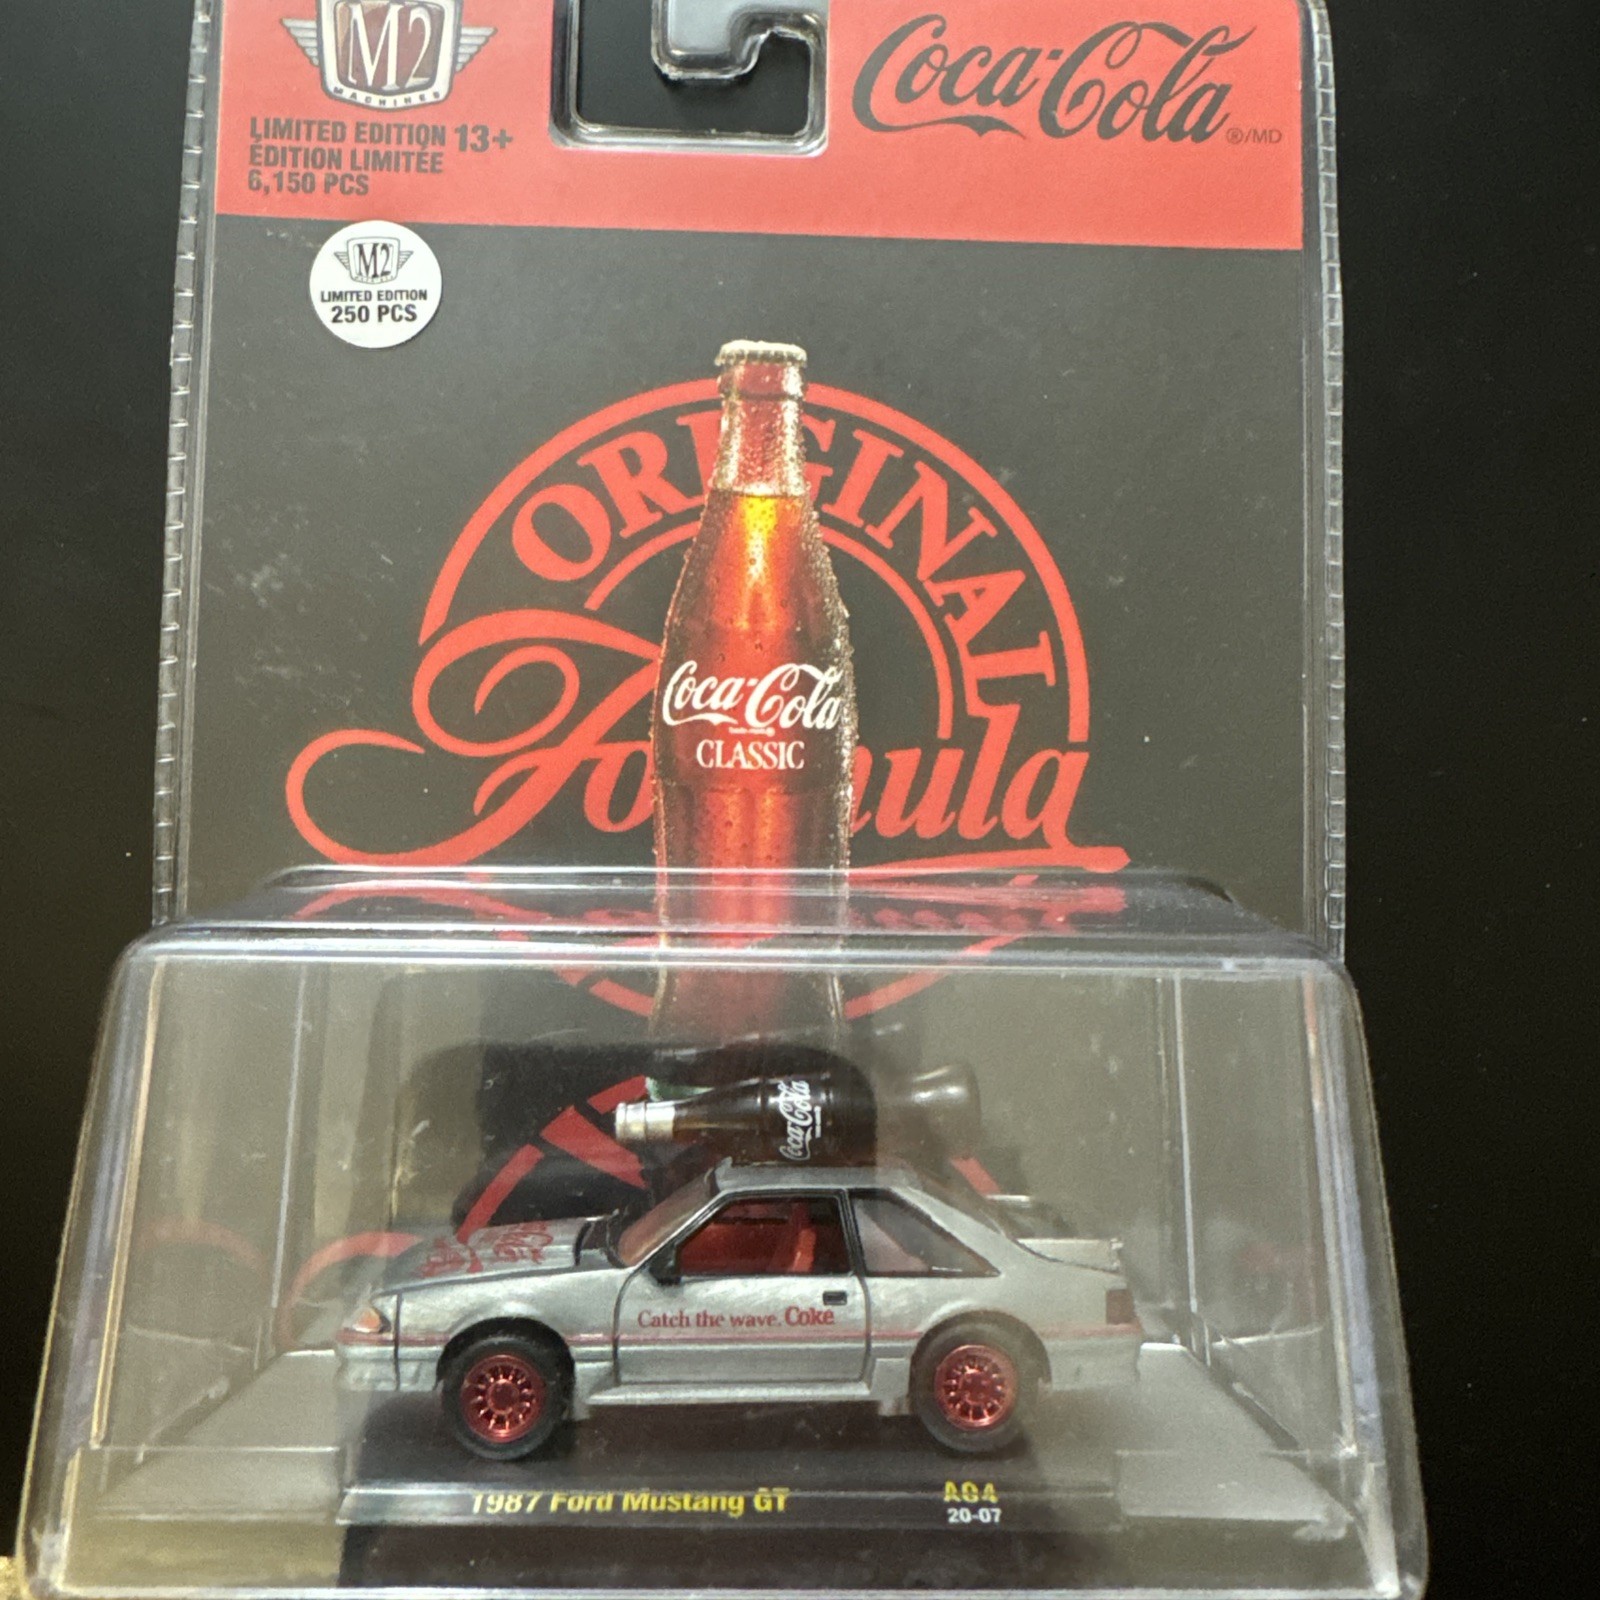 M2
MACHINES
LIMITED EDITION 13+
ÉDITION LIMITÉE
6,150 PCS
Coca-Cola ®/MD
M2
LIMITED EDITION
250 PCS
ORIGINAL
Formula
Coca-Cola
CLASSIC
Coca-Cola
Catch the wave. Coke
1987 Ford Mustang GT
A04
20-07